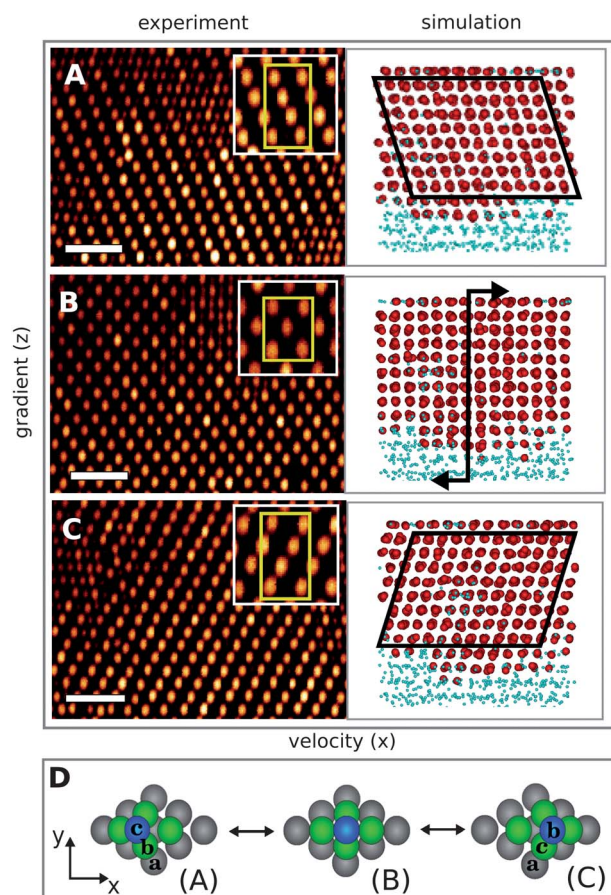 experiment
simulation
A
B
C
gradient (z)
velocity (x)
D
y
x
c
b
a
(A)
(B)
b
c
a
(C)